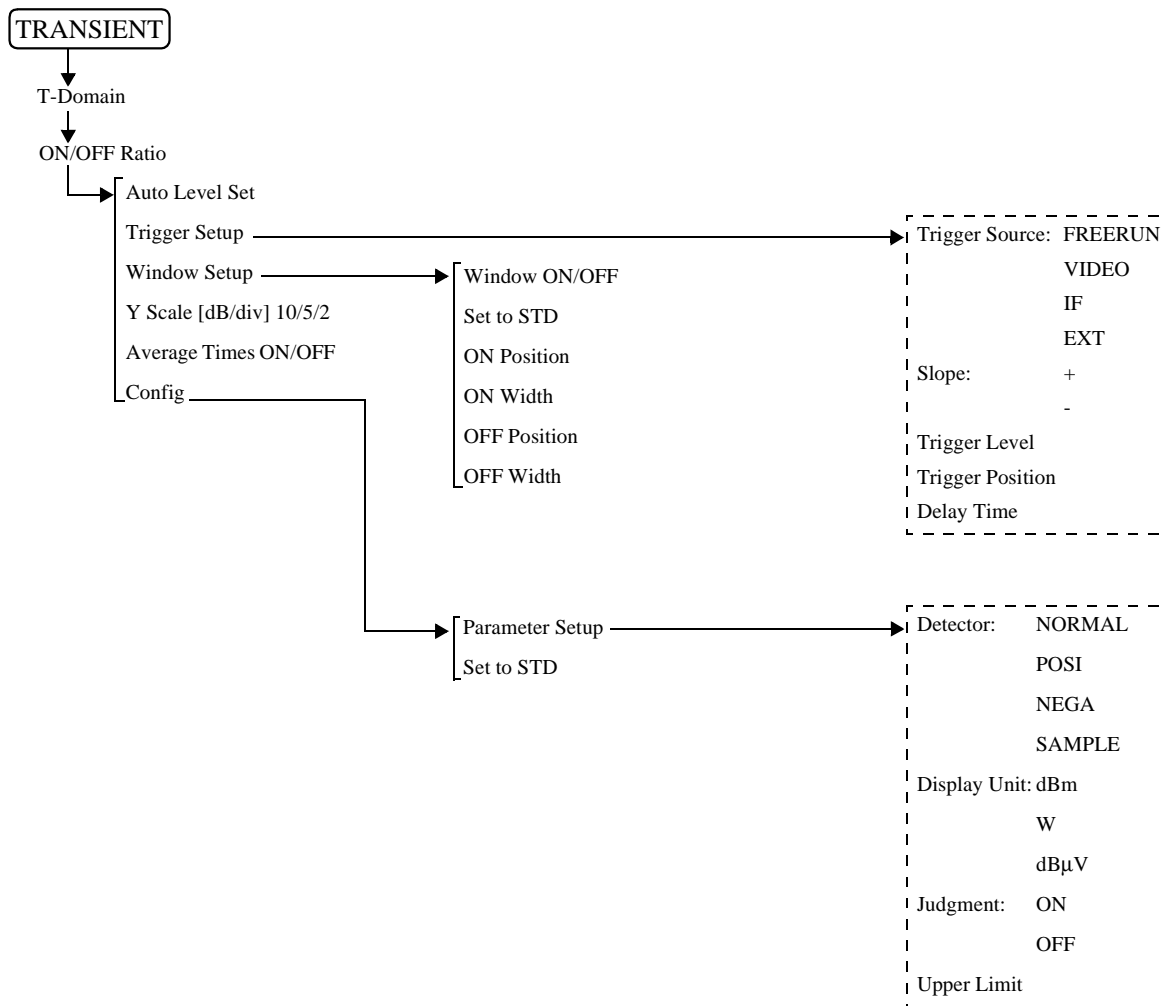 TRANSIENT
T-Domain
ON/OFF Ratio
Auto Level Set
Trigger Setup
Window Setup
Y Scale [dB/div] 10/5/2
Average Times ON/OFF
Config
Window ON/OFF
Set to STD
ON Position
ON Width
OFF Position
OFF Width
Trigger Source: FREERUN
VIDEO
IF
EXT
Slope: +
-
Trigger Level
Trigger Position
Delay Time
Parameter Setup
Set to STD
Detector: NORMAL
POSI
NEGA
SAMPLE
Display Unit: dBm
W
dBµV
Judgment: ON
OFF
Upper Limit